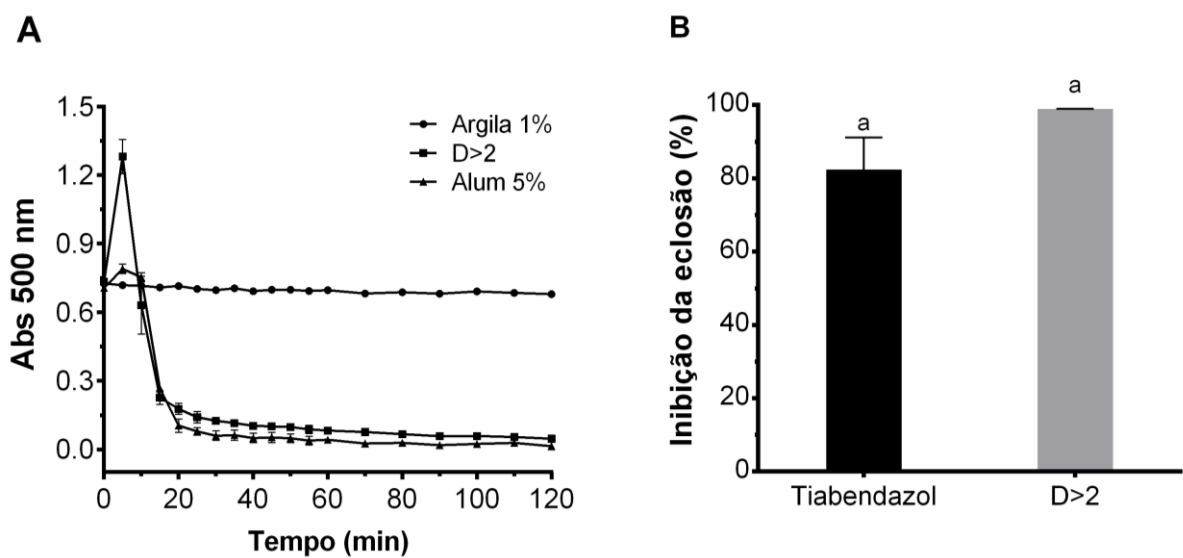 A
Abs 500 nm
1.5
1.2
0.9
0.6
0.3
0.0
Argila 1%
D>2
Alum 5%
0 20 40 60 80 100 120
Tempo (min)
B
Inibição da eclosão (%)
100
80
60
40
20
0
a
a
Tiabendazol D>2